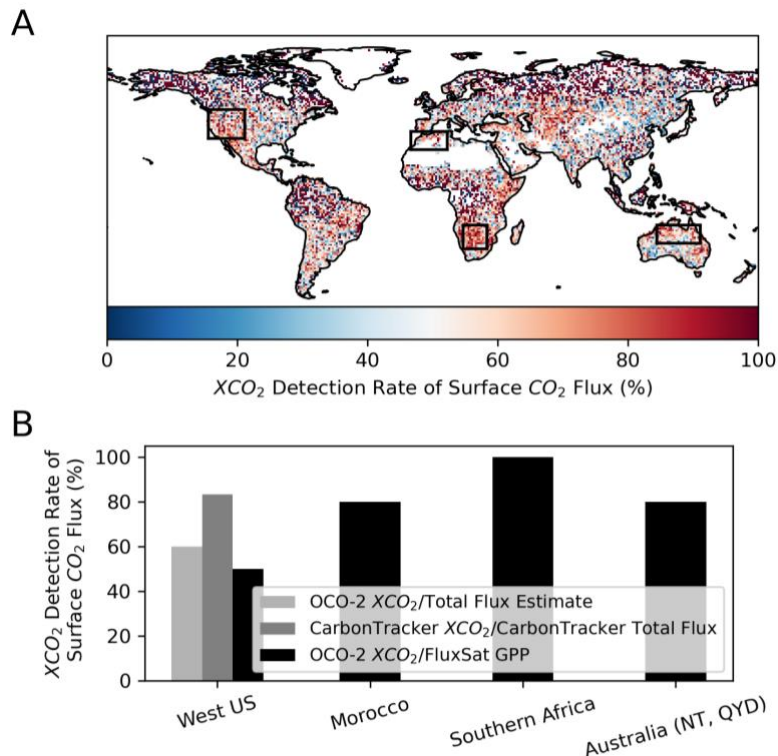 A
0 20 40 60 80 100
XCO₂ Detection Rate of Surface CO₂ Flux (%)
B
XCO₂ Detection Rate of
Surface CO₂ Flux (%)
100
80
60
40
20
0
OCO-2 XCO₂/Total Flux Estimate
CarbonTracker XCO₂/CarbonTracker Total Flux
OCO-2 XCO₂/FluxSat GPP
West US
Morocco
Southern Africa
Australia (NT, QYD)